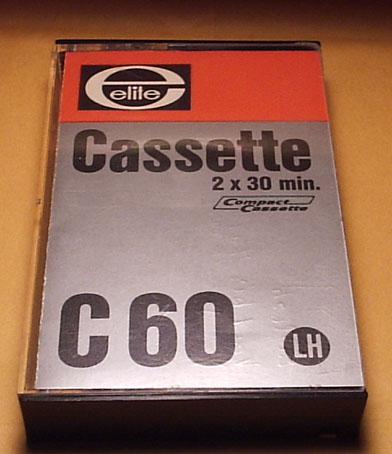 elite
Cassette
2 x 30 min.
Compact
Cassette
C 60
LH